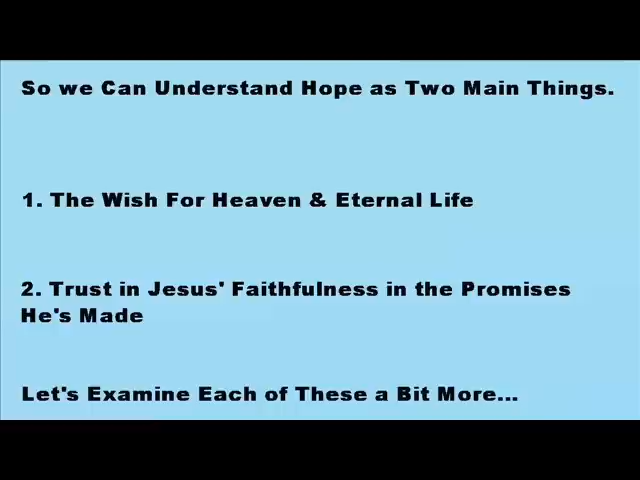 So we Can Understand Hope as Two Main Things.
1. The Wish For Heaven & Eternal Life
2. Trust in Jesus' Faithfulness in the Promises
He's Made
Let's Examine Each of These a Bit More...